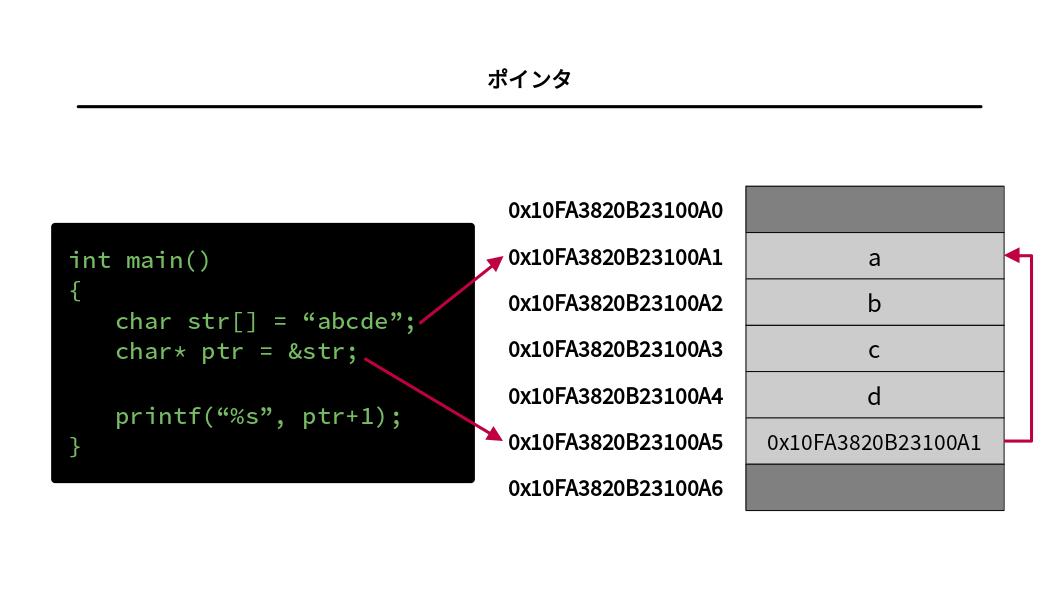 ポインタ
int main()
{
char str[] = “abcde”;
char* ptr = &str;
printf(“%s”, ptr+1);
}
0x10FA3820B23100A0
0x10FA3820B23100A1 a
0x10FA3820B23100A2 b
0x10FA3820B23100A3 c
0x10FA3820B23100A4 d
0x10FA3820B23100A5 0x10FA3820B23100A1
0x10FA3820B23100A6